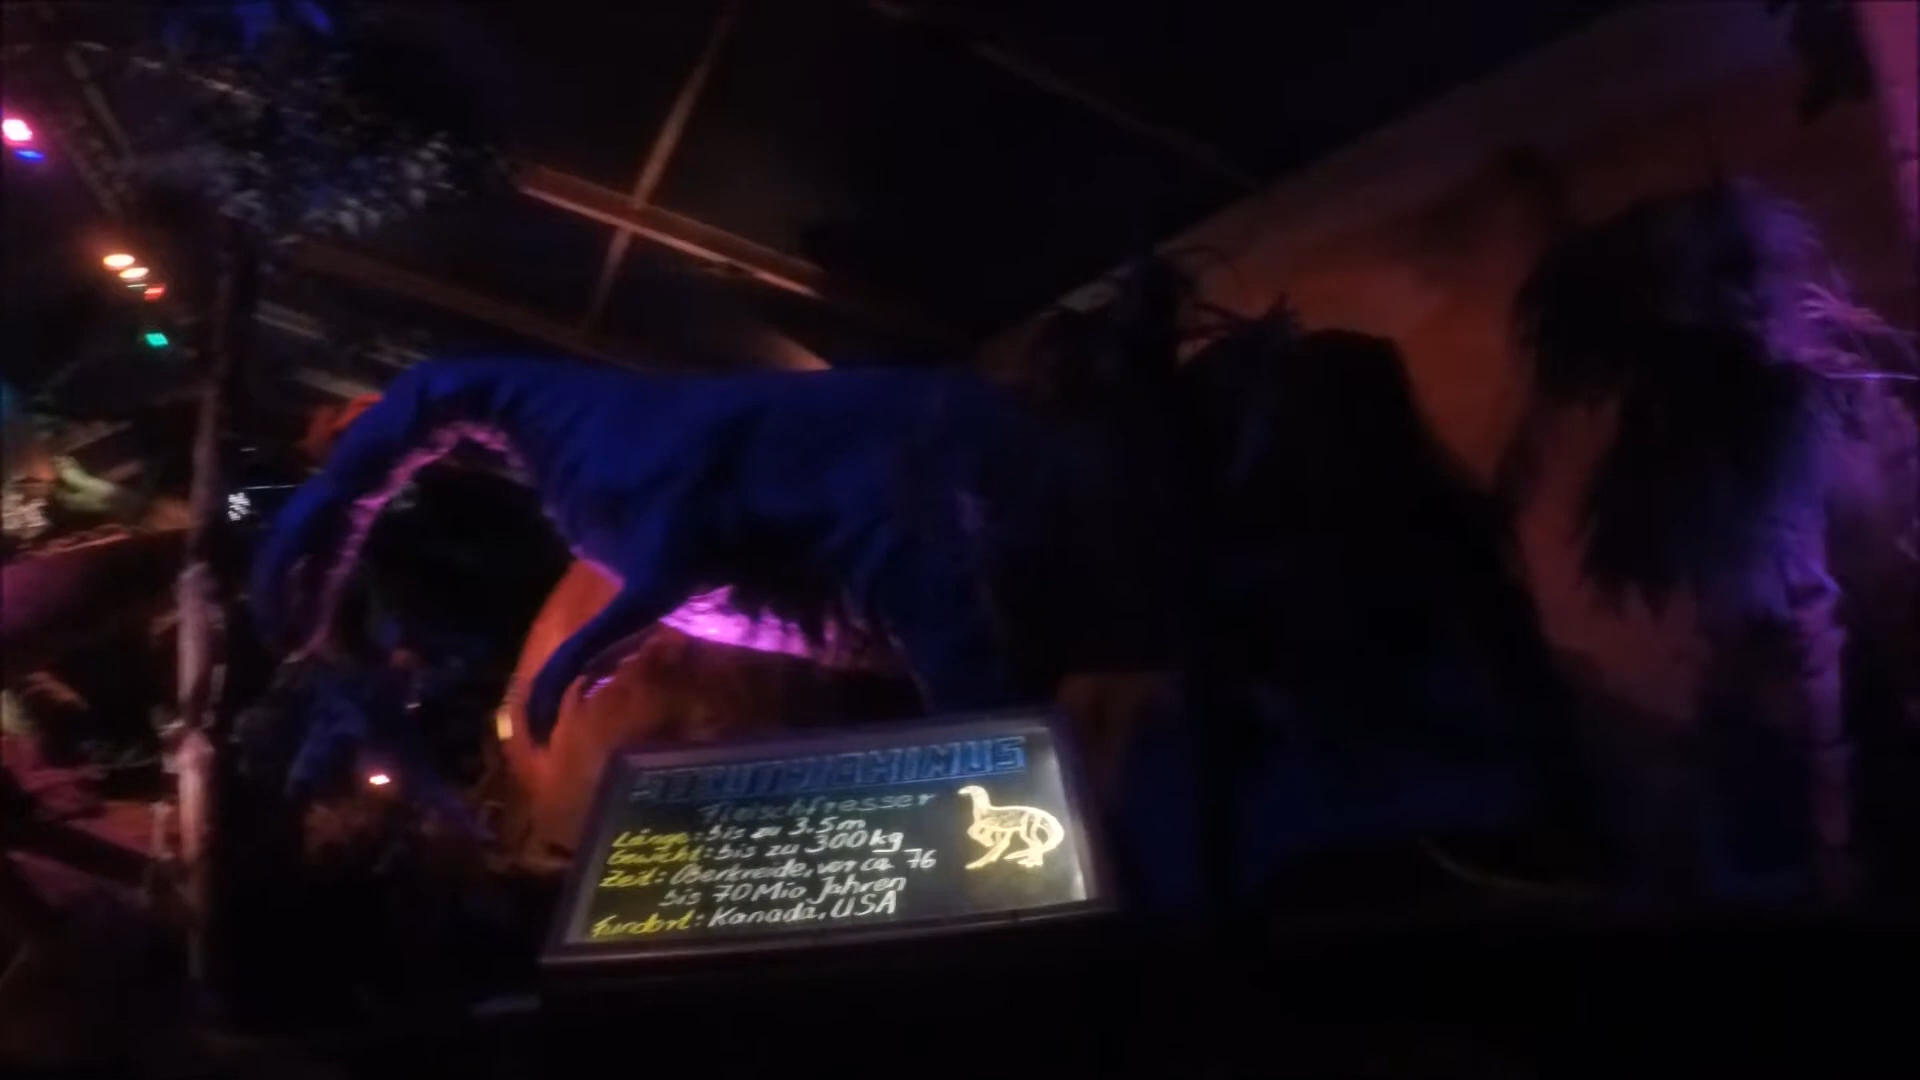 Fleischfresser
Länge: bis zu 3.5m
Gewicht: bis zu 300kg
Zeit: Oberkreide, vor ca 76
bis 70 Mio Jahren
Fundort: Kanada, USA